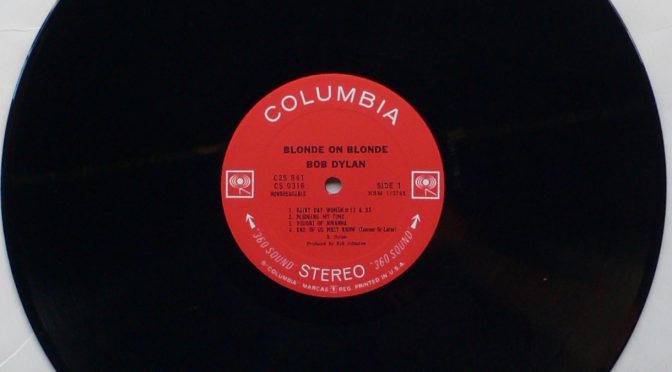 COLUMBIA
BLONDE ON BLONDE
BOB DYLAN
C2S 841
CS 9316 SIDE 1
NONBREAKABLE
1. RAINY DAY WOMEN # 12 & 35
2. PLEDGING MY TIME
3. VISIONS OF JOHANNA
4. ONE OF US MUST KNOW (Sooner Or Later)
B. Dylan
Produced by Bob Johnston
"360 SOUND" STEREO "360 SOUND"
© COLUMBIA MARCAS REG. PRINTED IN U.S.A.